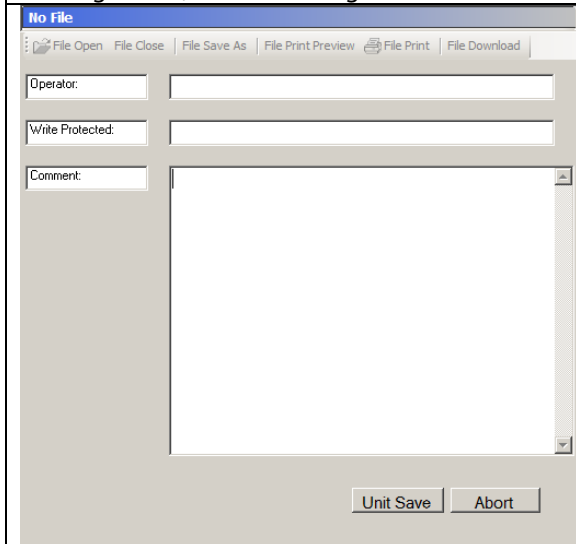 No File
File Open File Close File Save As File Print Preview File Print File Download
Operator:
Write Protected:
Comment:
Unit Save Abort